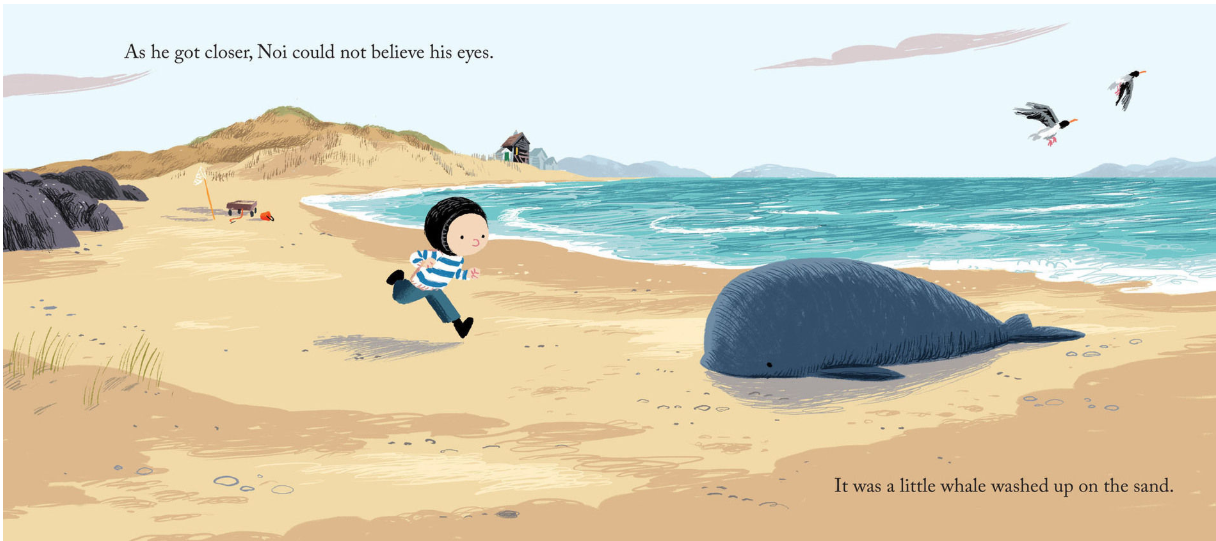 As he got closer, Noi could not believe his eyes.
It was a little whale washed up on the sand.